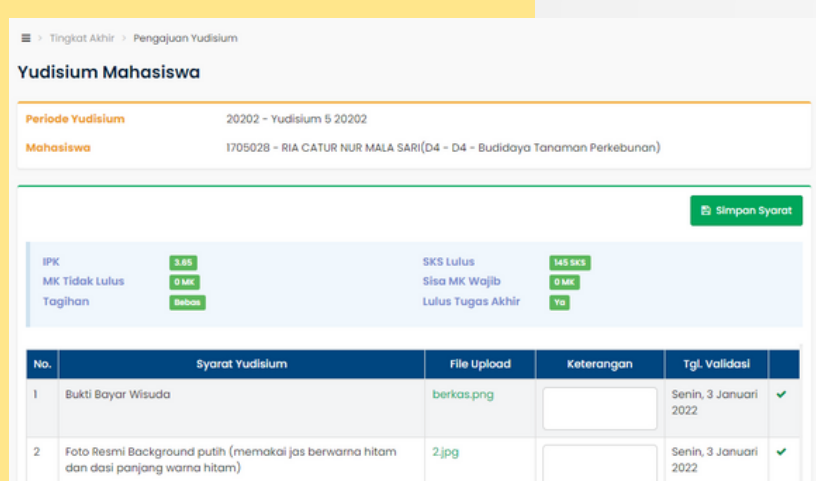 > Tingkat Akhir > Pengajuan Yudisium
Yudisium Mahasiswa
Periode Yudisium 20202 - Yudisium 5 20202
Mahasiswa 1705028 - RIA CATUR NUR MALA SARI(D4 - D4 - Budidaya Tanaman Perkebunan)
Simpan Syarat
IPK 3.65 SKS Lulus 145 SKS
MK Tidak Lulus 0 MK Sisa MK Wajib 0 MK
Tagihan Bebas Lulus Tugas Akhir Ya
No. Syarat Yudisium File Upload Keterangan Tgl. Validasi
1 Bukti Bayar Wisuda berkas.png Senin, 3 Januari
2022
2 Foto Resmi Background putih (memakai jas berwarna hitam 2.jpg Senin, 3 Januari
dan dasi panjang warna hitam) 2022